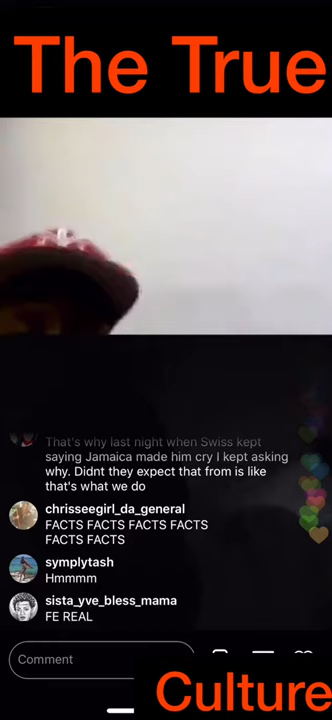 The True
That's why last night when Swiss kept
saying Jamaica made him cry I kept asking
why. Didnt they expect that from is like
that's what we do
chrisseegirl_da_general
FACTS FACTS FACTS FACTS
FACTS FACTS
symplytash
Hmmmm
sista_yve_bless_mama
FE REAL
Comment
Culture